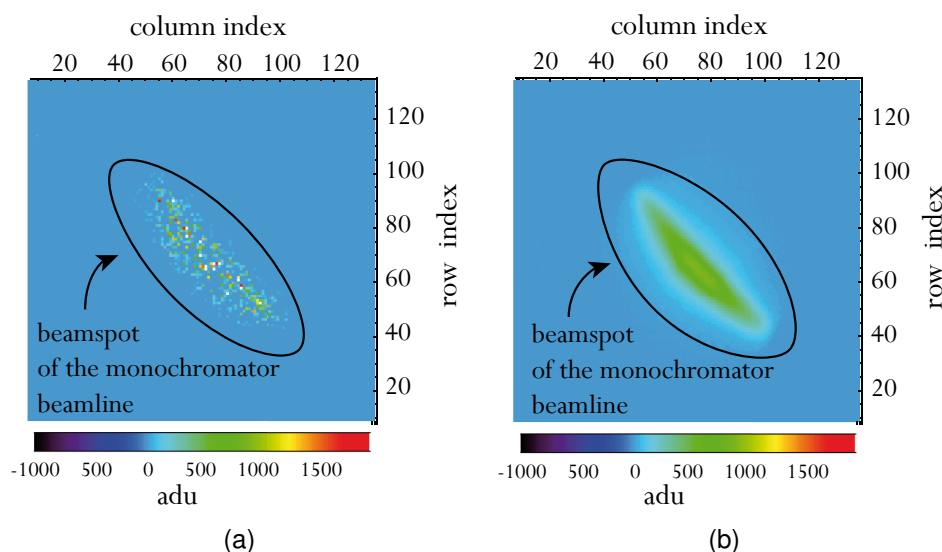 column index
20 40 60 80 100 120
120
100
80
60
40
20
row index
beamspot
of the monochromator
beamline
-1000 500 0 500 1000 1500
adu
(a)
column index
20 40 60 80 100 120
120
100
80
60
40
20
row index
beamspot
of the monochromator
beamline
-1000 500 0 500 1000 1500
adu
(b)